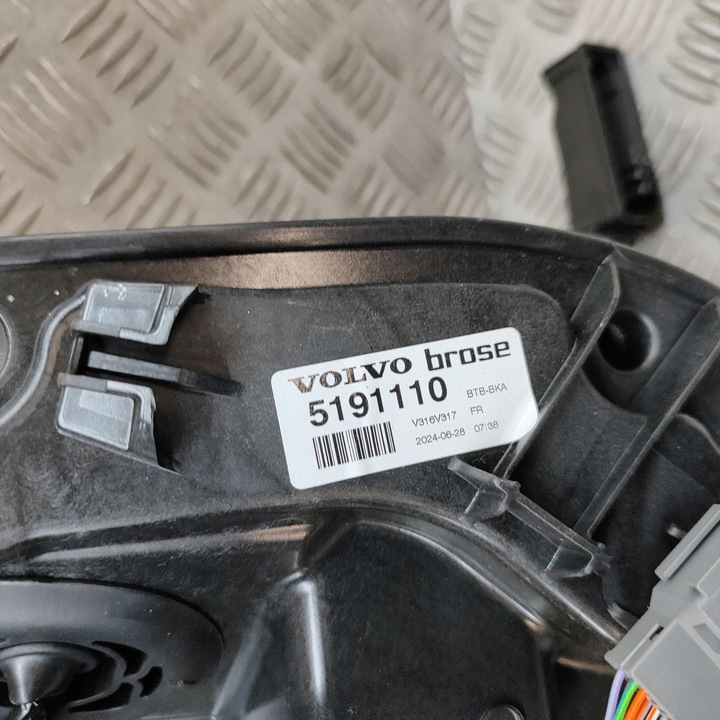 VOLVO brose
5191110 BTB-BKA
V316V317 FR
2024-06-28 07:38